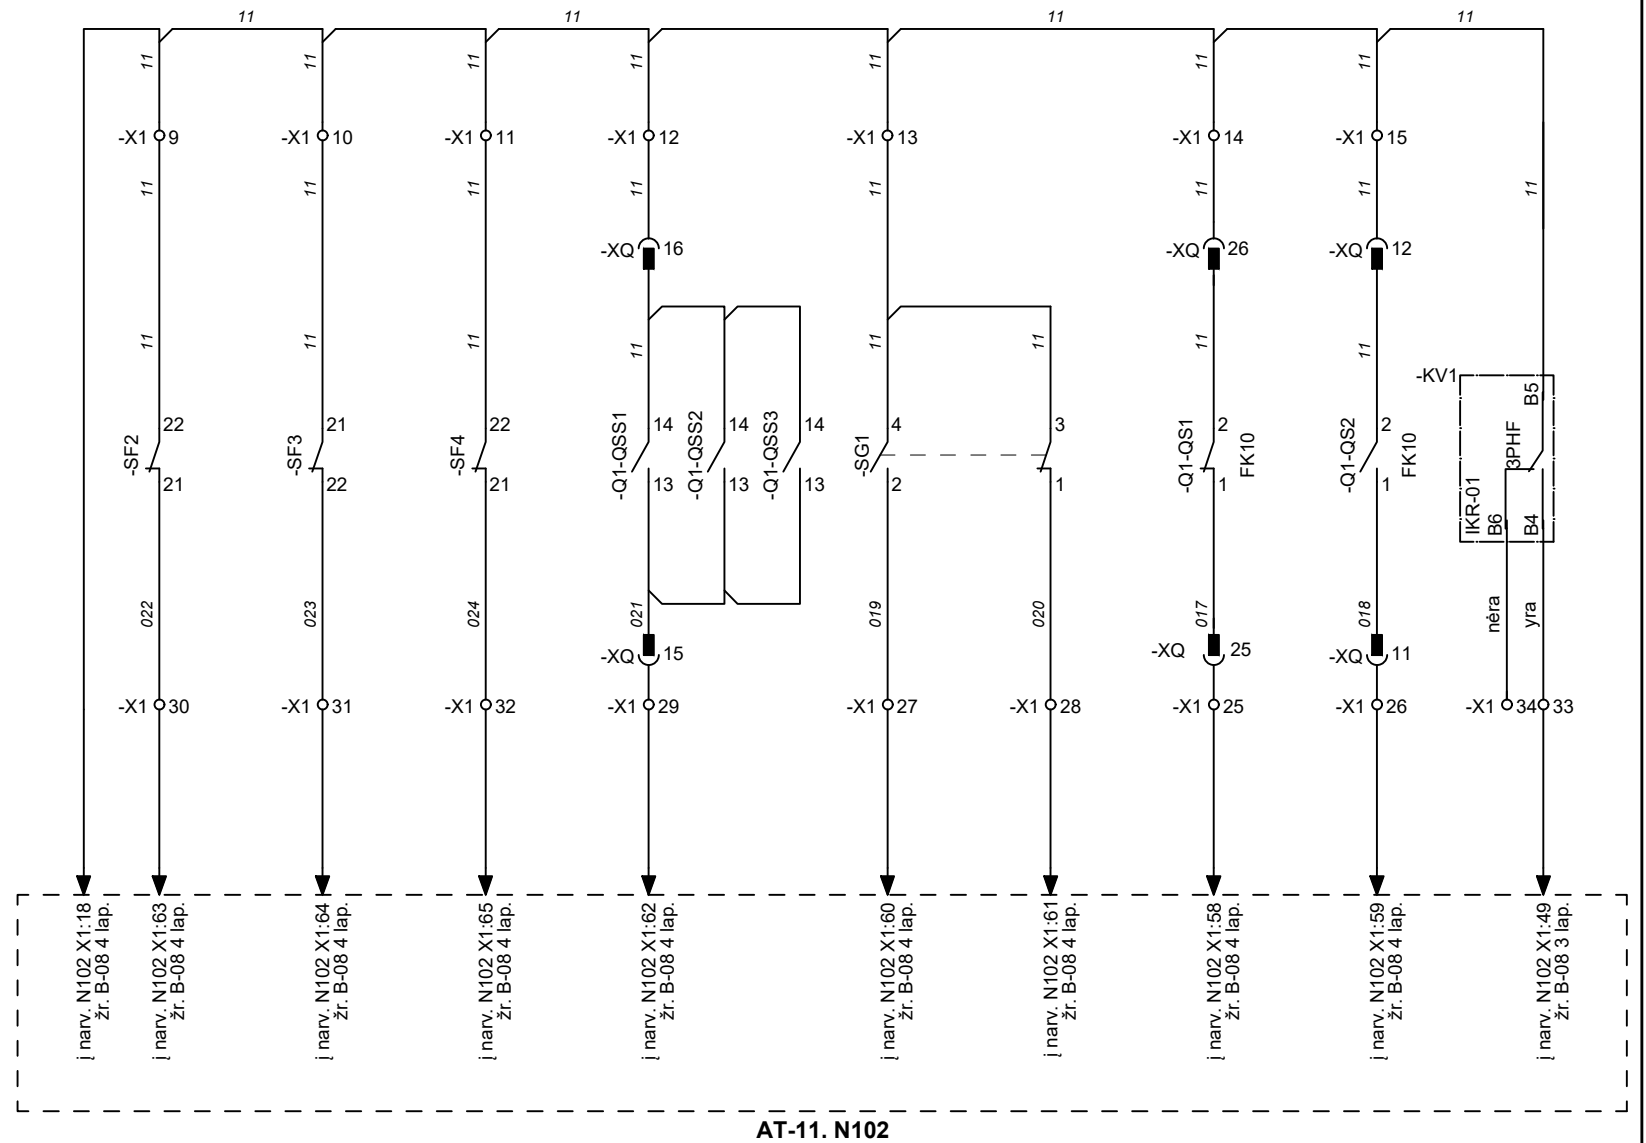 11 11 11 11
11 11 11 11 11 11 11
-X1 9 -X1 10 -X1 11 -X1 12 -X1 13 -X1 14 -X1 15
11 11 11 11 11 11 11 11
-XQ 16 -XQ 26 -XQ 12
11 11 11 11 11 11 11 11
-KV1
B5
22 21 22 14 14 14 4 3 2 2
-SF2 -SF3 -SF4 -Q1-QSS1 -Q1-QSS2 -Q1-QSS3 -SG1 -Q1-QS1 FK10 -Q1-QS2 FK10 3PHF
21 22 21 13 13 13 2 1 1 1
IKR-01 B6 B4
022 023 024 021 019 020 017 018 nėra yra
-XQ 15 -XQ 25 -XQ 11
-X1 30 -X1 31 -X1 32 -X1 29 -X1 27 -X1 28 -X1 25 -X1 26 -X1 34 33
į narv. N102 X1:18
žr. B-08 4 lap.
į narv. N102 X1:63
žr. B-08 4 lap.
į narv. N102 X1:64
žr. B-08 4 lap.
į narv. N102 X1:65
žr. B-08 4 lap.
į narv. N102 X1:62
žr. B-08 4 lap.
į narv. N102 X1:60
žr. B-08 4 lap.
į narv. N102 X1:61
žr. B-08 4 lap.
į narv. N102 X1:58
žr. B-08 4 lap.
į narv. N102 X1:59
žr. B-08 4 lap.
į narv. N102 X1:49
žr. B-08 3 lap.
AT-11. N102